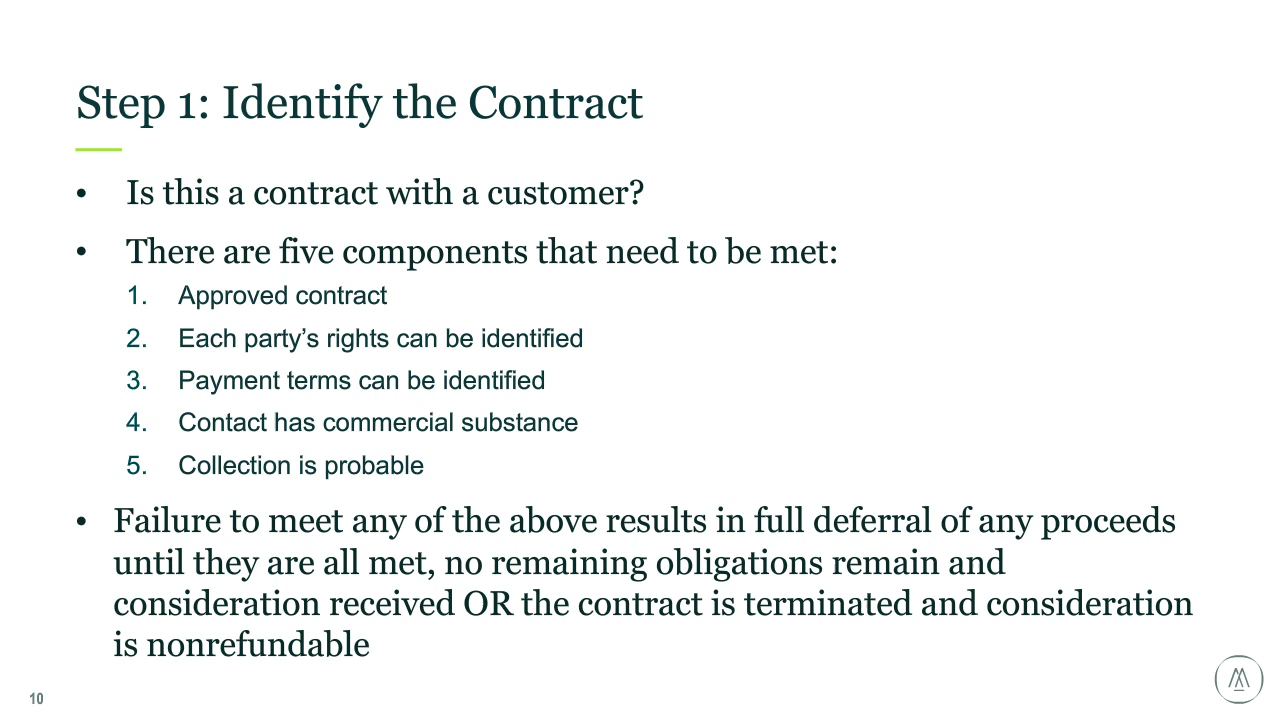 Step 1: Identify the Contract
• Is this a contract with a customer?
• There are five components that need to be met:
1. Approved contract
2. Each party’s rights can be identified
3. Payment terms can be identified
4. Contact has commercial substance
5. Collection is probable
• Failure to meet any of the above results in full deferral of any proceeds
until they are all met, no remaining obligations remain and
consideration received OR the contract is terminated and consideration
is nonrefundable
10